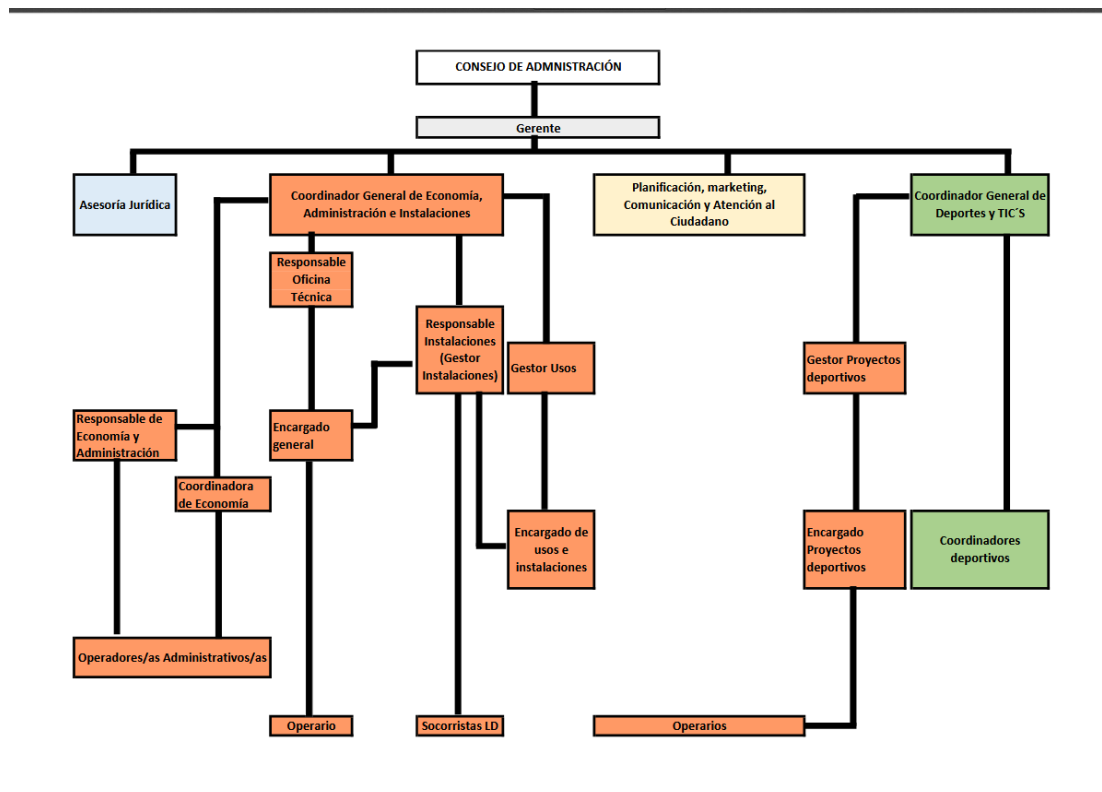 CONSEJO DE ADMNISTRACIÓN
Gerente
Asesoría Jurídica
Coordinador General de Economía,
Administración e Instalaciones
Planificación, marketing,
Comunicación y Atención al
Ciudadano
Coordinador General de
Deportes y TIC´S
Responsable
Oficina
Técnica
Responsable
Instalaciones
(Gestor
Instalaciones)
Gestor Usos
Gestor Proyectos
deportivos
Responsable de
Economía y
Administración
Encargado
general
Coordinadora
de Economía
Encargado de
usos e
instalaciones
Encargado
Proyectos
deportivos
Coordinadores
deportivos
Operadores/as Administrativos/as
Operario
Socorristas LD
Operarios